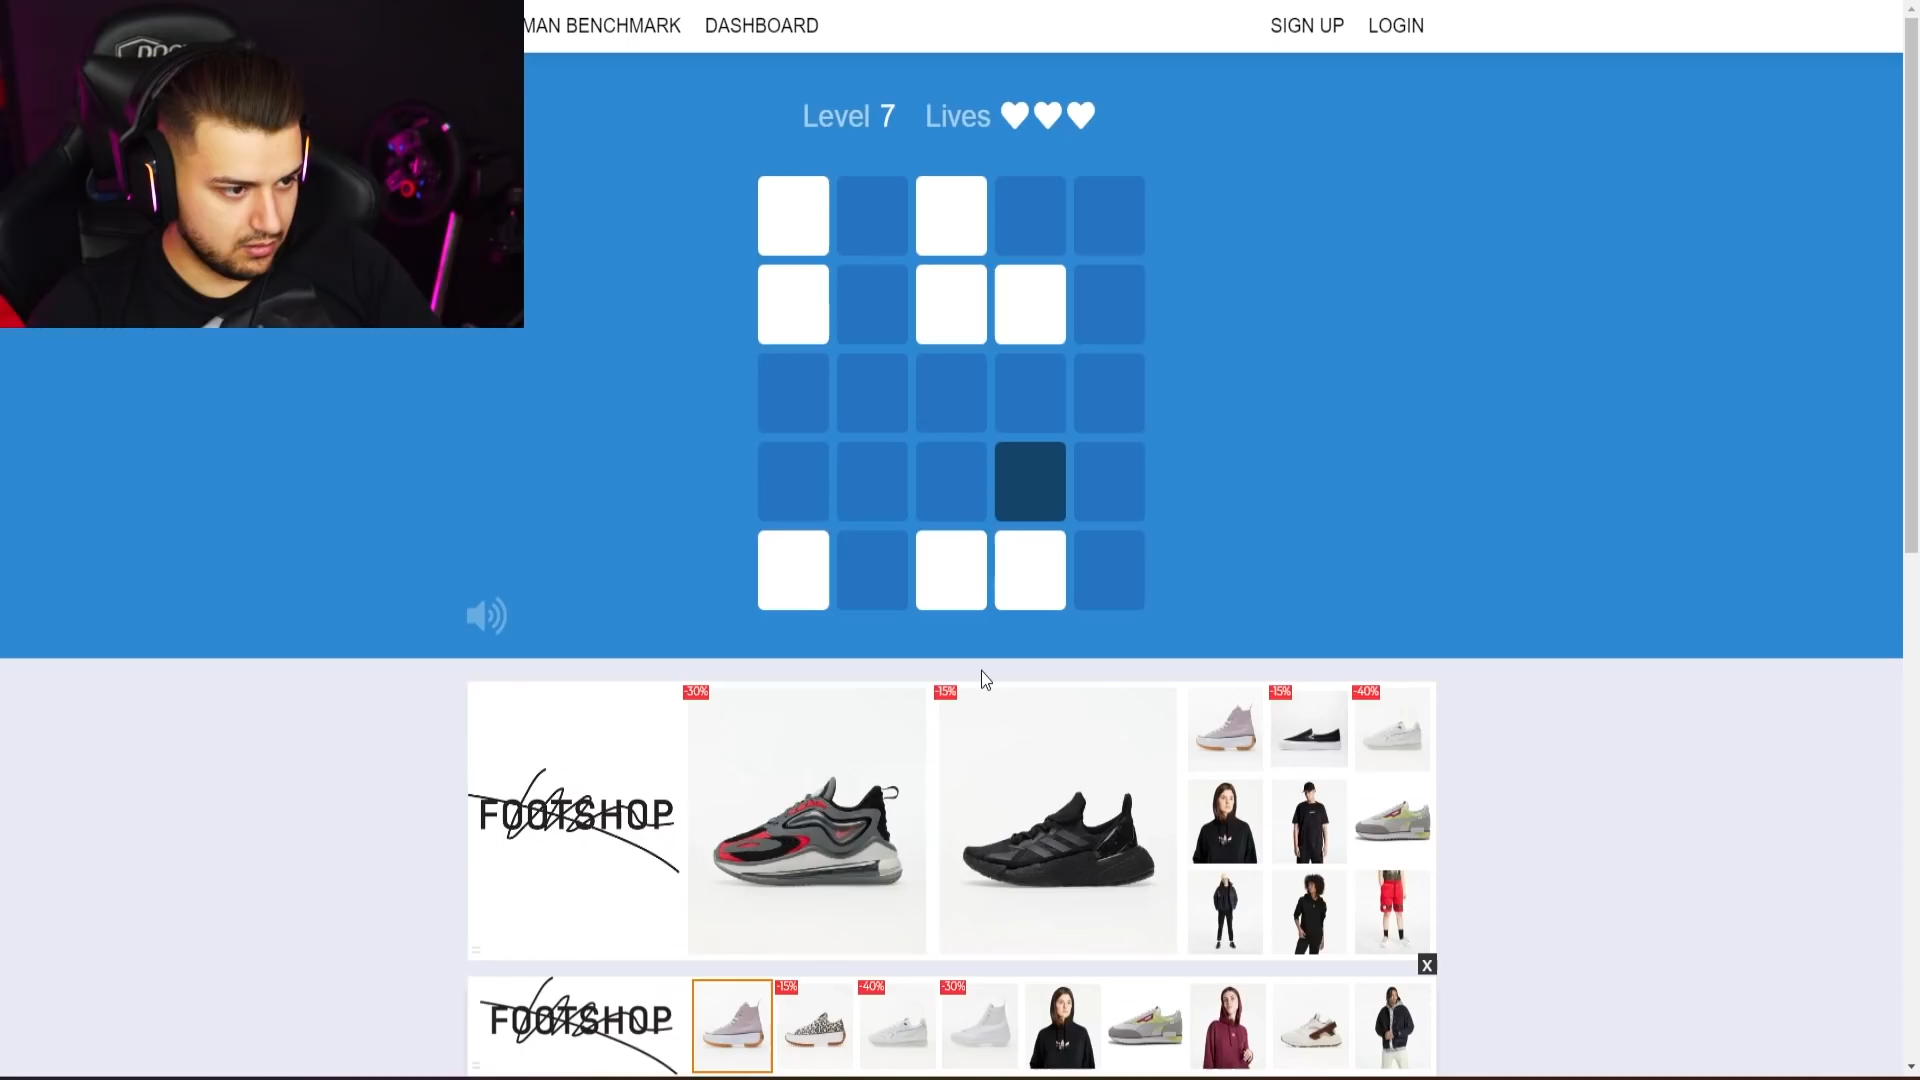 MAN BENCHMARK DASHBOARD SIGN UP LOGIN
Level 7 Lives
-30% -15% -15% -40%
FOOTSHOP
X
-15% -40% -30%
FOOTSHOP